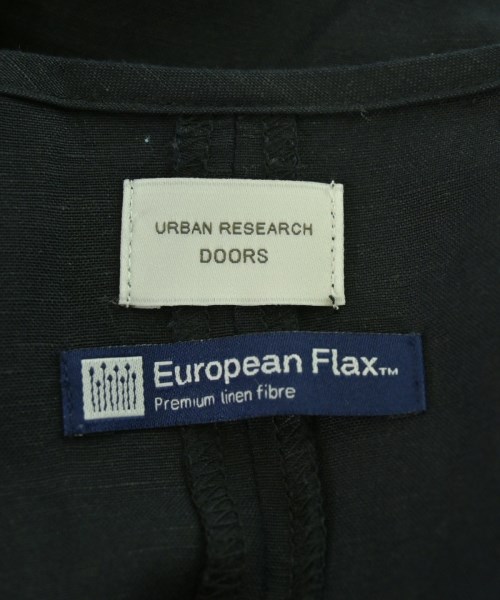 URBAN RESEARCH
DOORS
European Flax™
Premium linen fibre